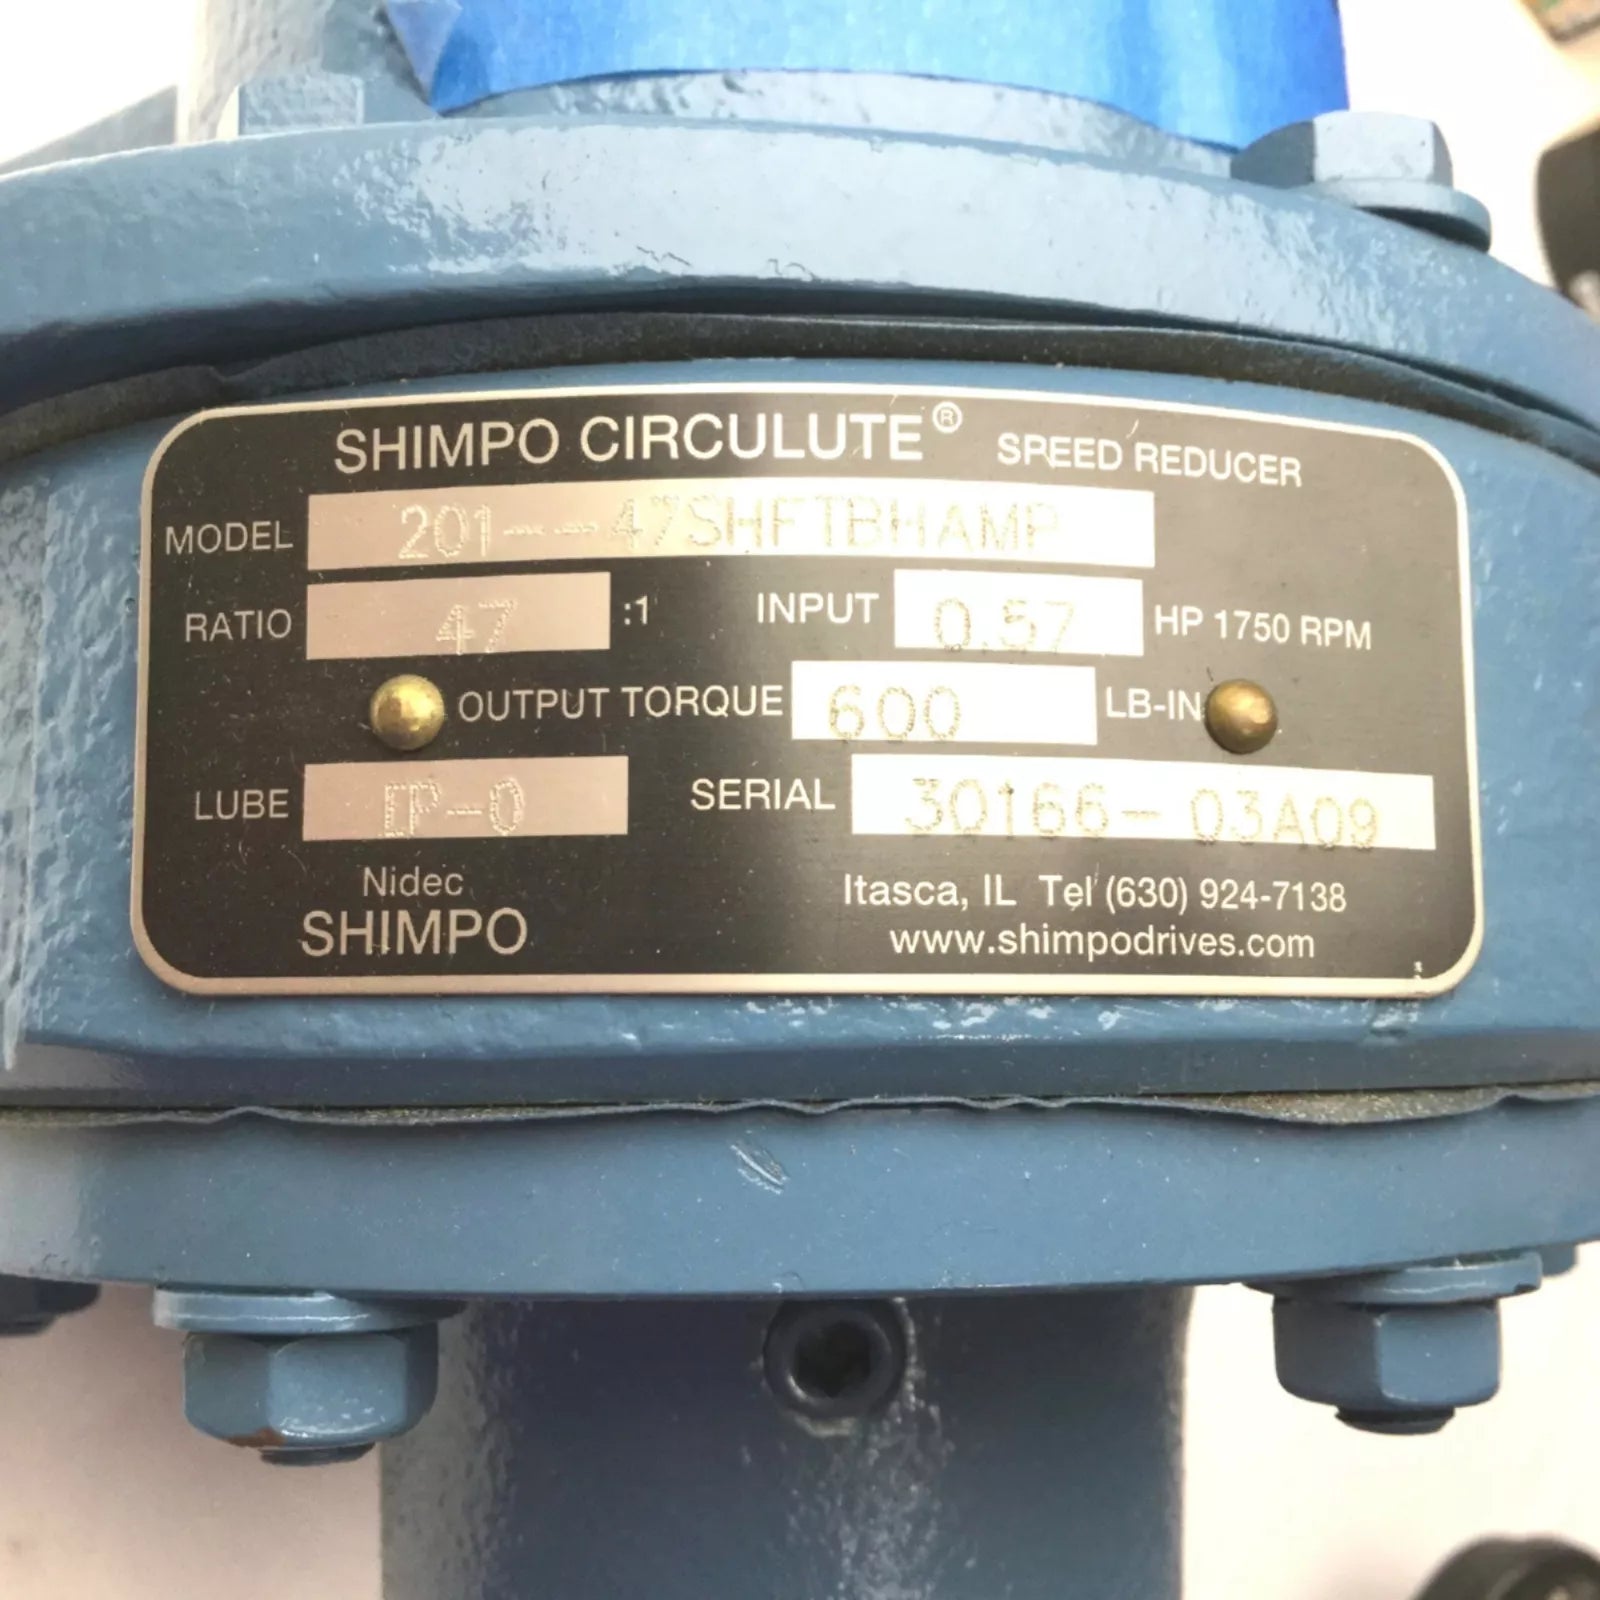 SHIMPO CIRCULUTE® SPEED REDUCER
MODEL 201---47SHFTBHAMP
RATIO 47 :1 INPUT 0.57 HP 1750 RPM
OUTPUT TORQUE 600 LB-IN
LUBE EP-0 SERIAL 30166-03A09
Nidec
SHIMPO
Itasca, IL Tel (630) 924-7138
www.shimpodrives.com